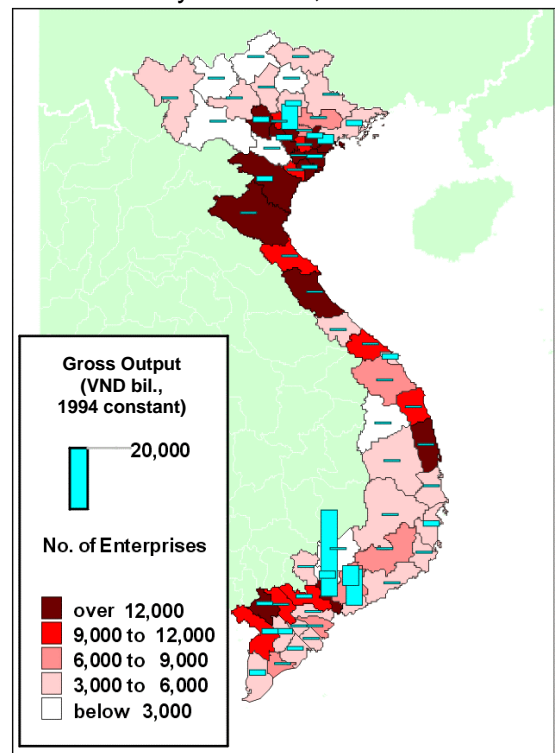 Gross Output
(VND bil.,
1994 constant)
20,000
No. of Enterprises
over 12,000
9,000 to 12,000
6,000 to 9,000
3,000 to 6,000
below 3,000